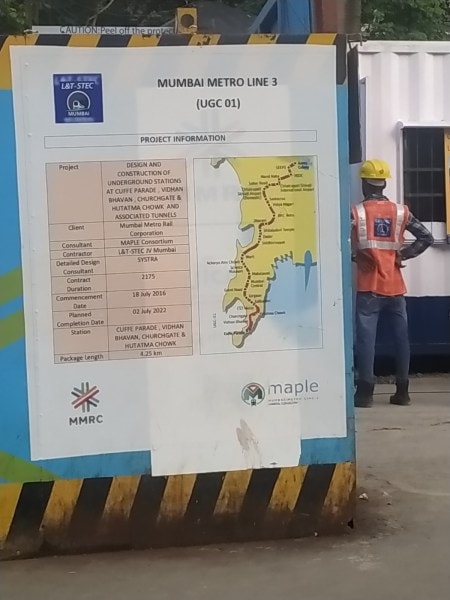 CAUTION:Peel off the protec
L&T-STEC
MUMBAI
MUMBAI METRO LINE 3
(UGC 01)
PROJECT INFORMATION
Project
DESIGN AND
CONSTRUCTION OF
UNDERGROUND STATIONS
AT CUFFE PARADE , VIDHAN
BHAVAN , CHURCHGATE &
HUTATMA CHOWK AND
ASSOCIATED TUNNELS
Client
Mumbai Metro Rail
Corporation
Consultant
MAPLE Consortium
Contractor
L&T-STEC JV Mumbai
Detailed Design
Consultant
SYSTRA
Contract
Duration
2175
Commencement
Date
18 July 2016
Planned
Completion Date
02 July 2022
Station
CUFFE PARADE , VIDHAN
BHAVAN, CHURCHGATE &
HUTATMA CHOWK
Package Length
4.25 km
MMRC
maple